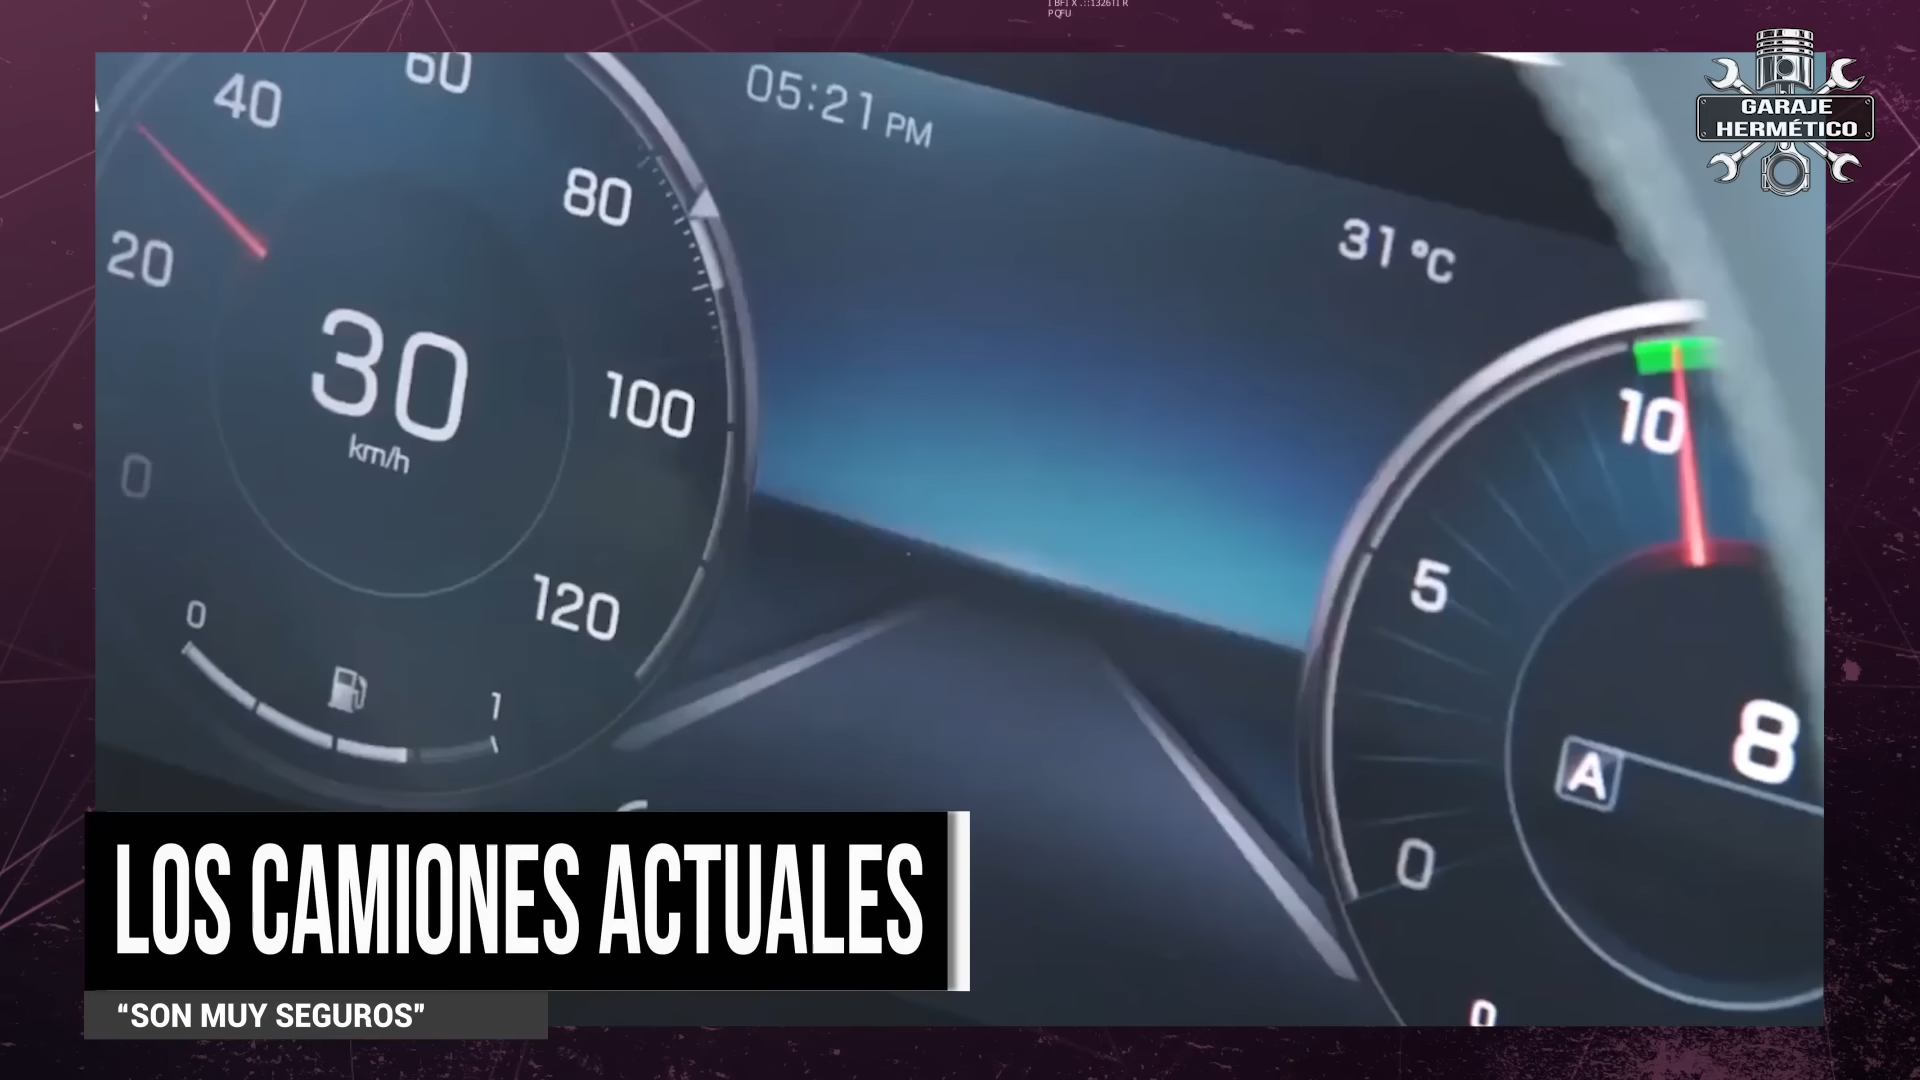 GARAJE
HERMÉTICO
05:21 PM
31 ºC
0
20
40
60
80
100
120
30
km/h
0
1
0
5
10
A
8
LOS CAMIONES ACTUALES
“SON MUY SEGUROS”